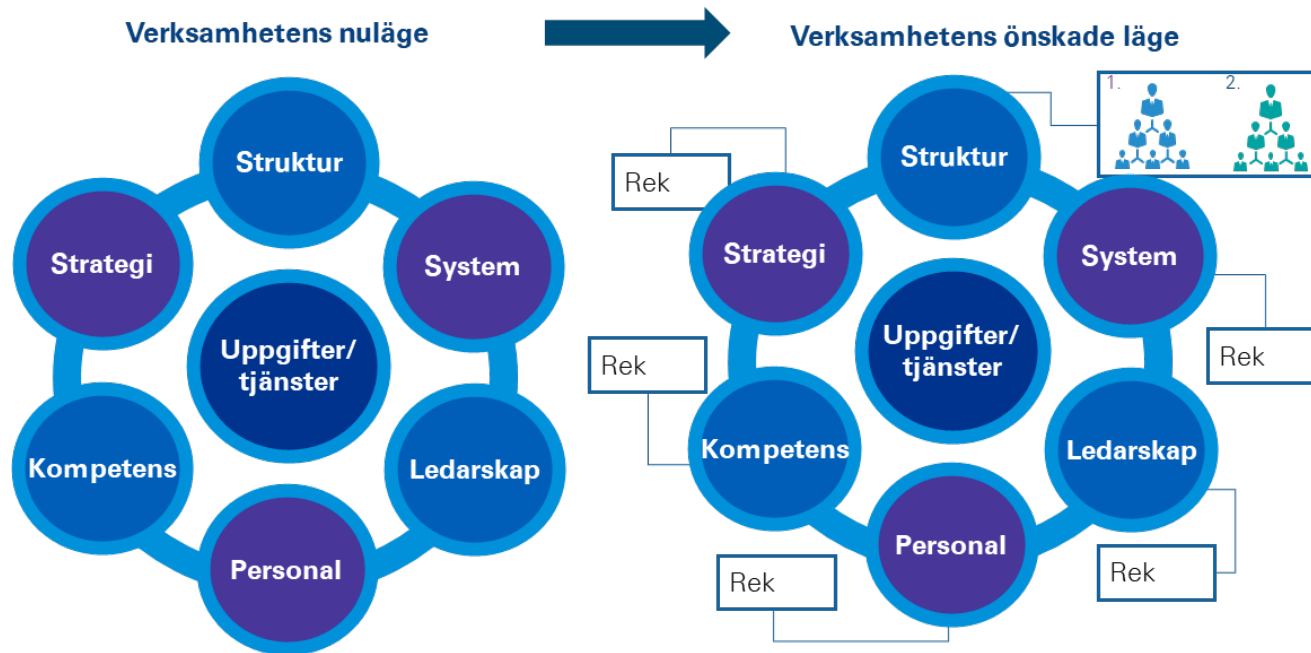 Verksamhetens nuläge
Verksamhetens önskade läge
Struktur
Strategi
System
Uppgifter/
tjänster
Kompetens
Ledarskap
Personal
1.
2.
Struktur
Rek
Strategi
System
Uppgifter/
tjänster
Rek
Rek
Kompetens
Ledarskap
Personal
Rek
Rek